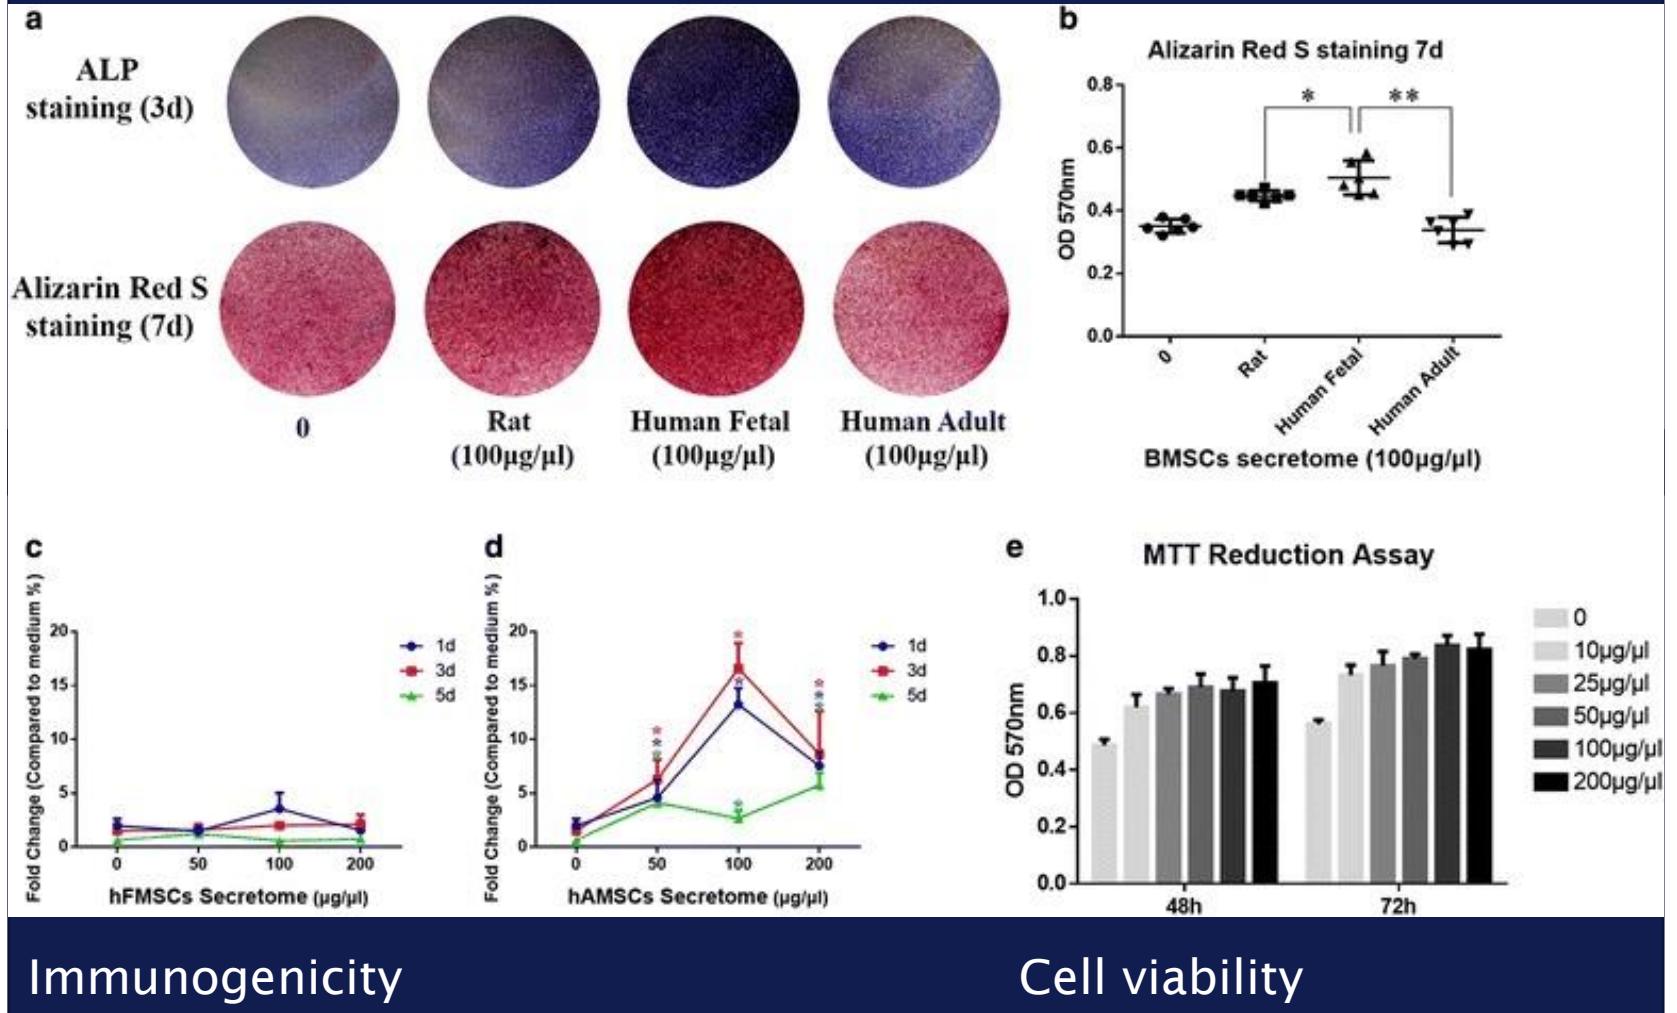 a
ALP
staining (3d)
Alizarin Red S
staining (7d)
0
Rat
(100µg/µl)
Human Fetal
(100µg/µl)
Human Adult
(100µg/µl)
b
Alizarin Red S staining 7d
* **
0.8
0.6
0.4
0.2
0.0
OD 570nm
0
Rat
Human Fetal
Human Adult
BMSCs secretome (100µg/µl)
c
Fold Change (Compared to medium %)
20
15
10
5
0
0 50 100 200
hFMSCs Secretome (µg/µl)
1d
3d
5d
d
Fold Change (Compared to medium %)
20
15
10
5
0
0 50 100 200
hAMSCs Secretome (µg/µl)
1d
3d
5d
e
MTT Reduction Assay
OD 570nm
1.0
0.8
0.6
0.4
0.2
0.0
48h 72h
0
10µg/µl
25µg/µl
50µg/µl
100µg/µl
200µg/µl
Immunogenicity
Cell viability